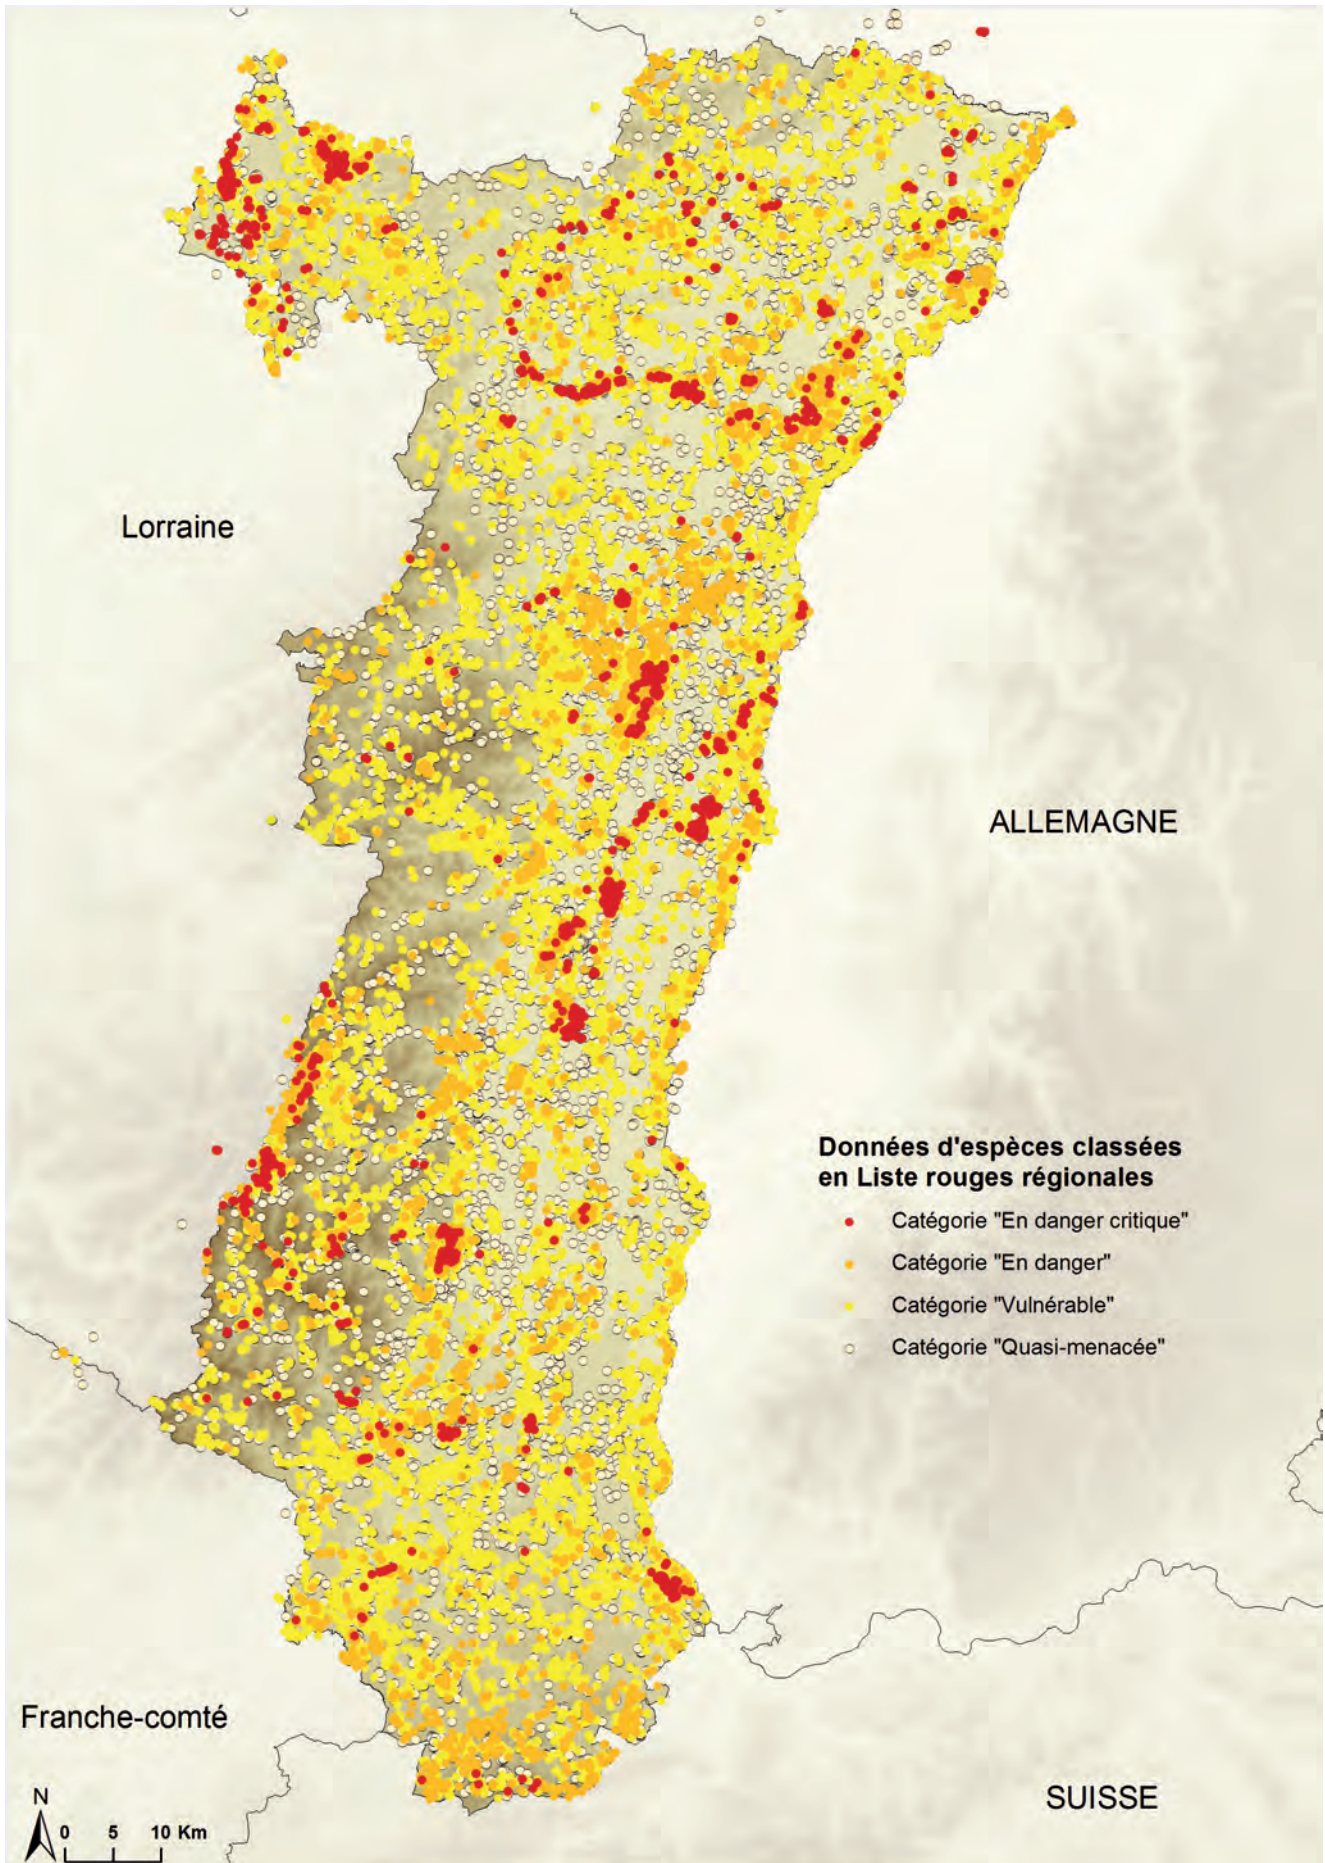 Lorraine
ALLEMAGNE
Données d'espèces classées
en Liste rouges régionales
Catégorie "En danger critique"
Catégorie "En danger"
Catégorie "Vulnérable"
Catégorie "Quasi-menacée"
Franche-comté
SUISSE
N
0 5 10 Km